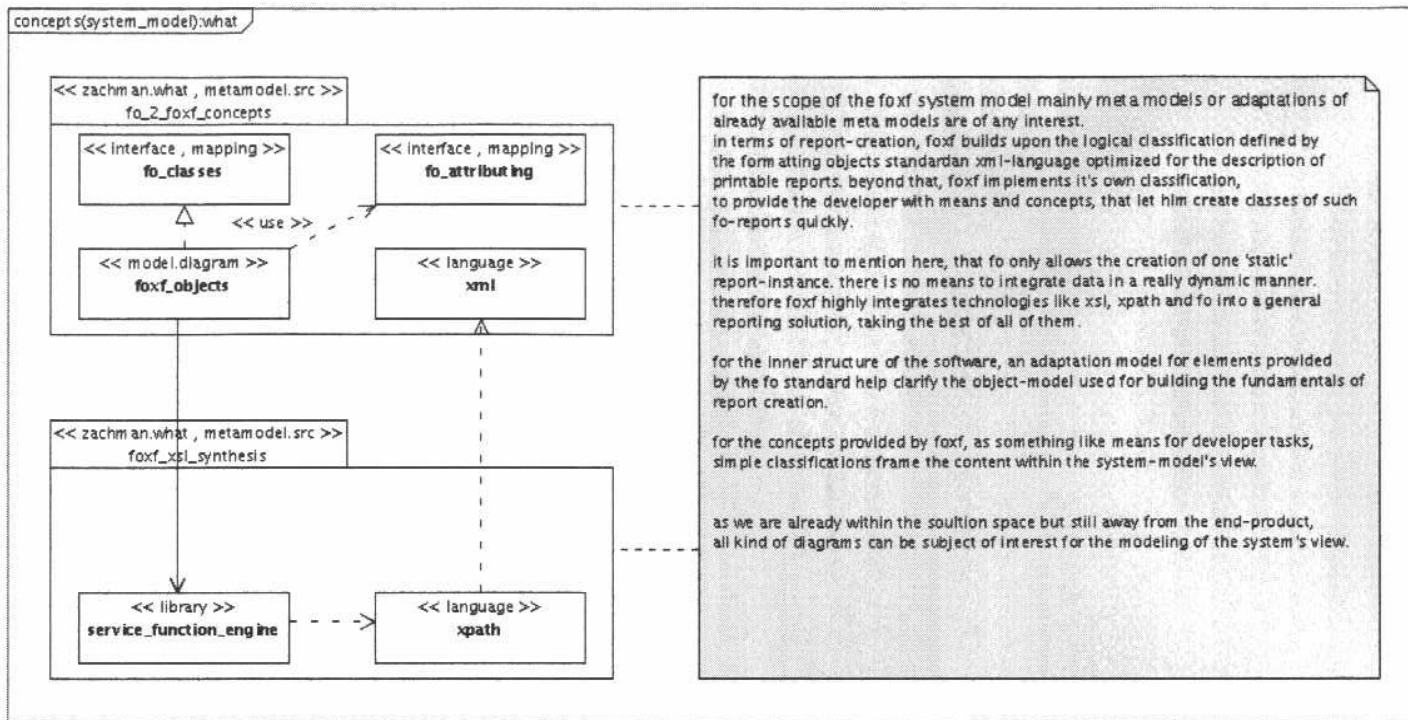 concepts(system_model):what
<< zachman.what , metamodel.src >>
fo_2_foxf_concepts
<< interface , mapping >>
fo_classes
<< interface , mapping >>
fo_attributing
<< use >>
<< model.diagram >>
foxf_objects
<< language >>
xml
<< zachman.what , metamodel.src >>
foxf_xsl_synthesis
<< library >>
service_function_engine
<< language >>
xpath
for the scope of the foxf system model mainly meta models or adaptations of
already available meta models are of any interest.
in terms of report-creation, foxf builds upon the logical classification defined by
the formatting objects standardan xml-language optimized for the description of
printable reports. beyond that, foxf implements it's own classification,
to provide the developer with means and concepts, that let him create classes of such
fo-reports quickly.
it is important to mention here, that fo only allows the creation of one 'static'
report-instance. there is no means to integrate data in a really dynamic manner.
therefore foxf highly integrates technologies like xsl, xpath and fo into a general
reporting solution, taking the best of all of them.
for the inner structure of the software, an adaptation model for elements provided
by the fo standard help clarify the object-model used for building the fundamentals of
report creation.
for the concepts provided by foxf, as something like means for developer tasks,
simple classifications frame the content within the system-model's view.
as we are already within the soultion space but still away from the end-product,
all kind of diagrams can be subject of interest for the modeling of the system's view.